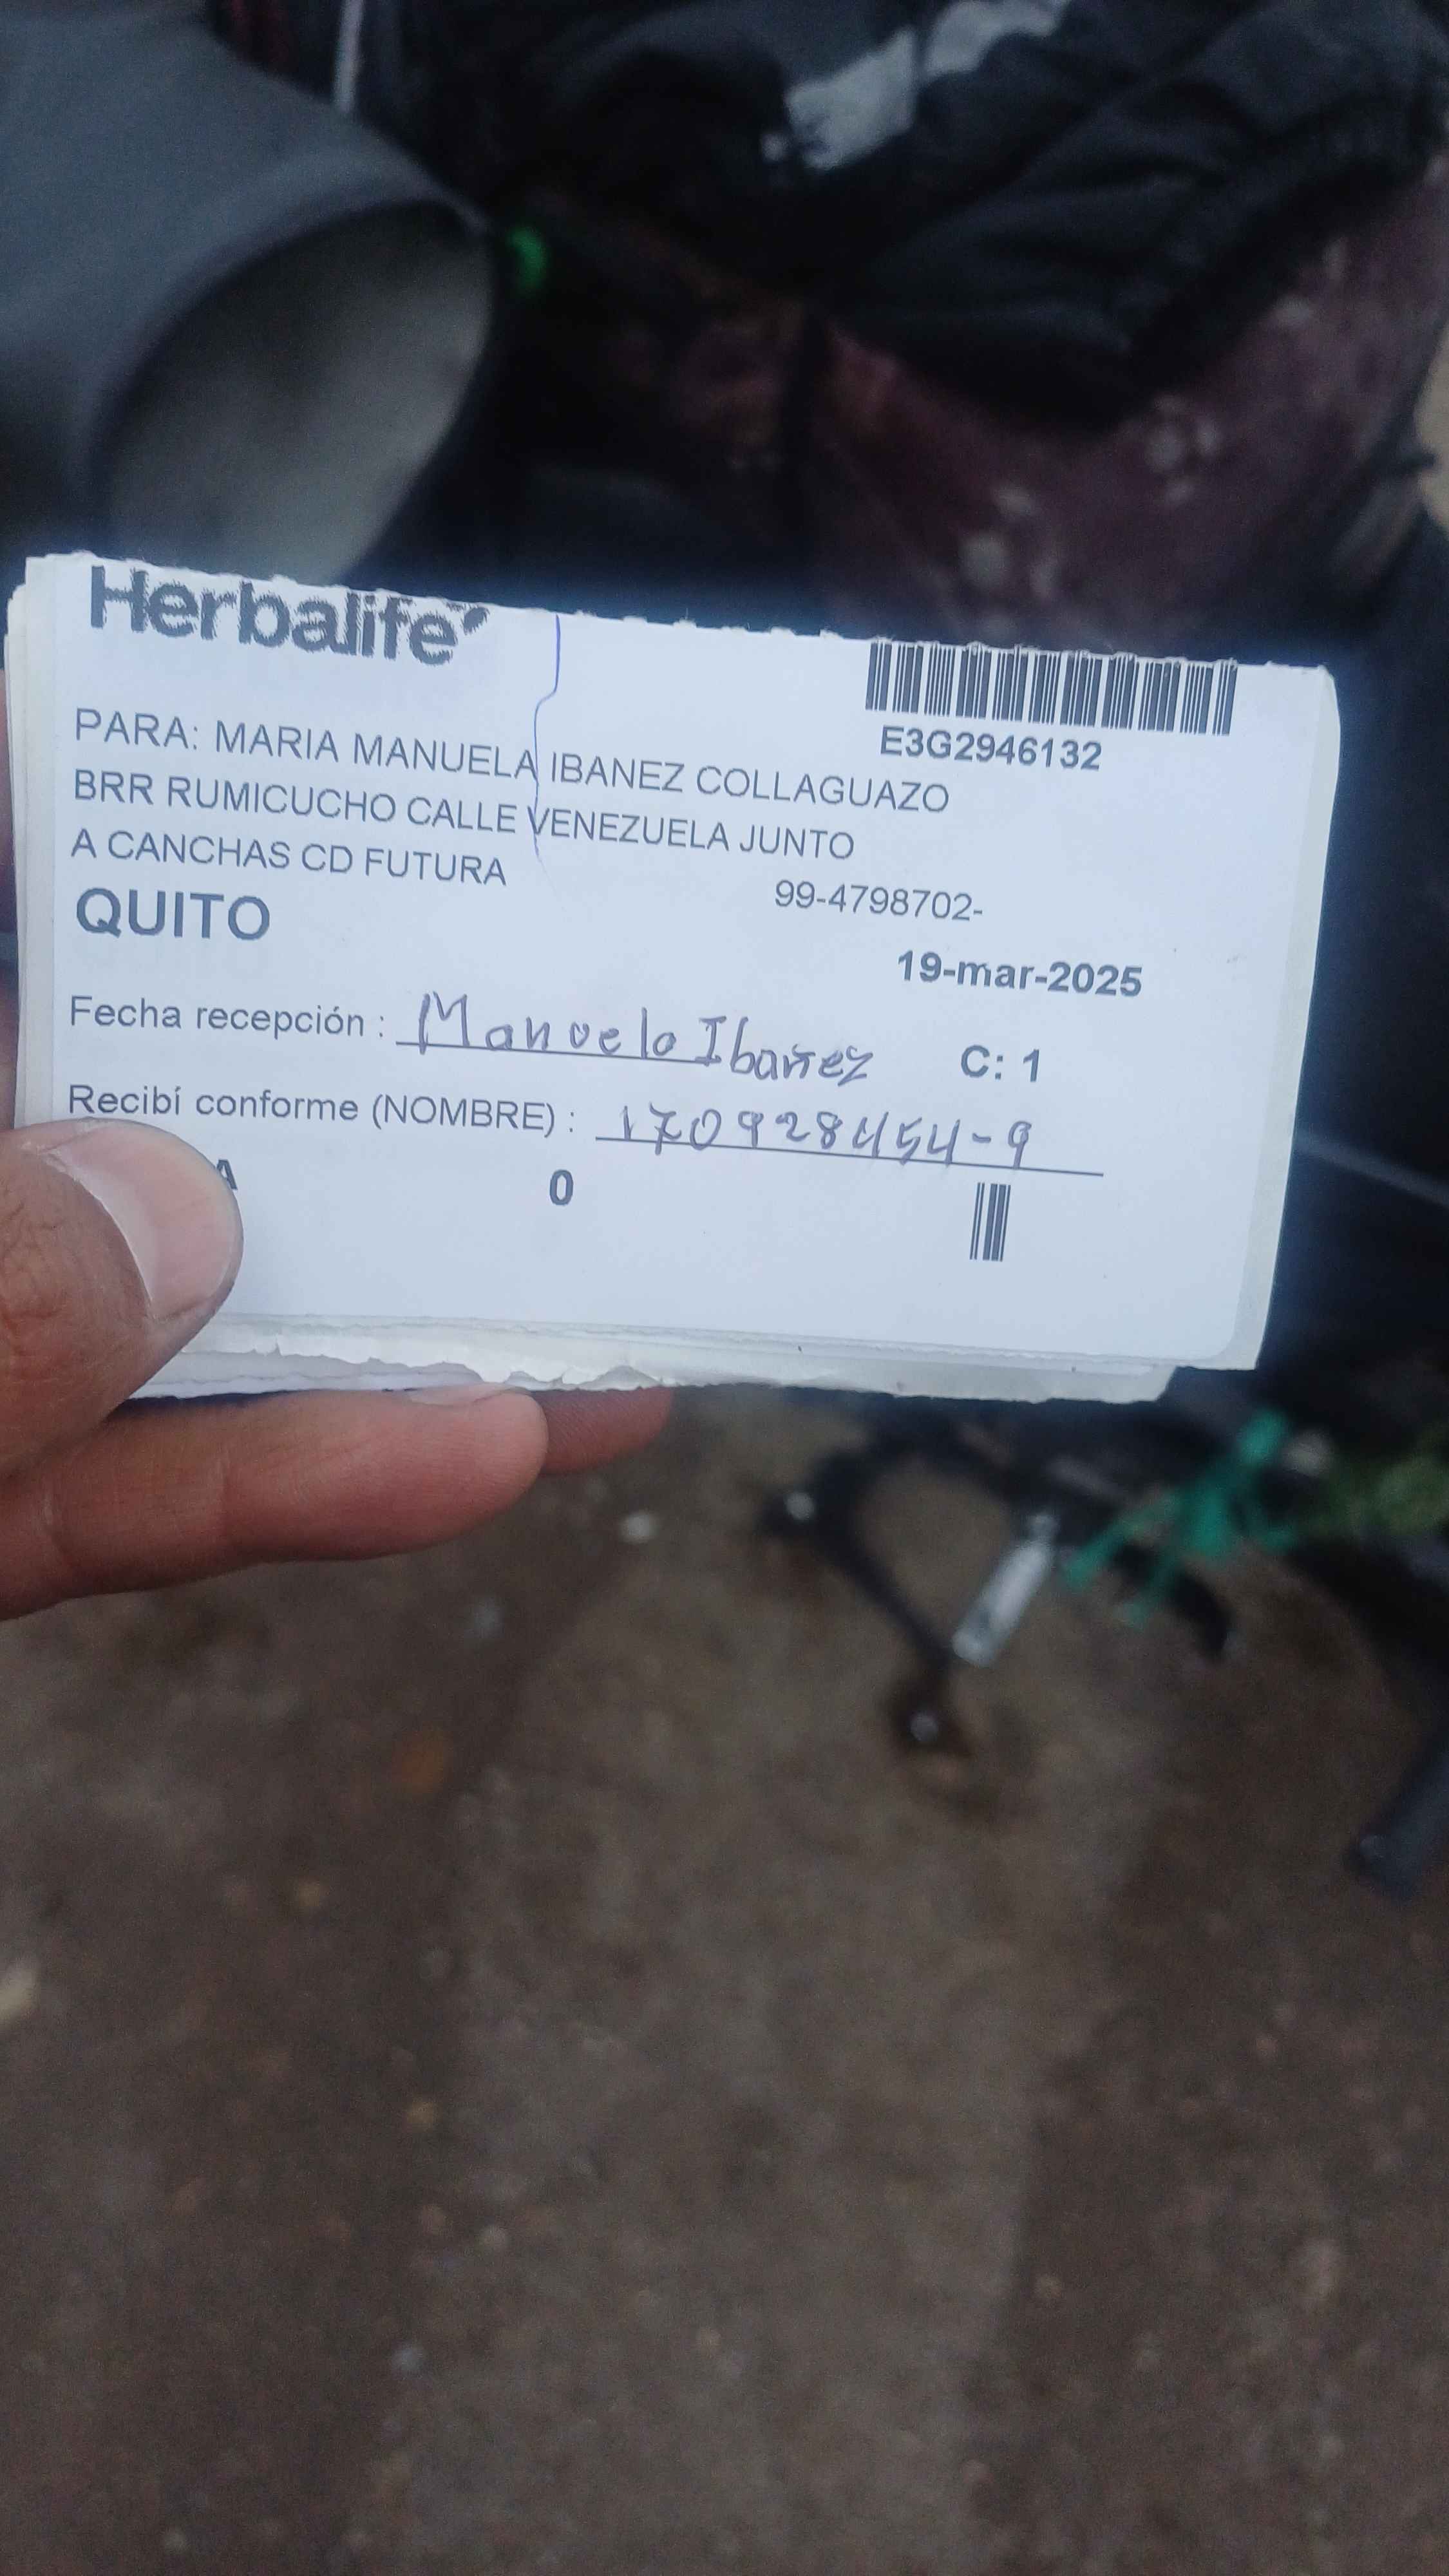 Herbalife
E3G2946132
PARA: MARIA MANUELA IBANEZ COLLAGUAZO
BRR RUMICUCHO CALLE VENEZUELA JUNTO
A CANCHAS CD FUTURA
99-4798702-
QUITO
19-mar-2025
Fecha recepción : Manuela Ibañez
C: 1
Recibí conforme (NOMBRE) : 170928454-9
A
0